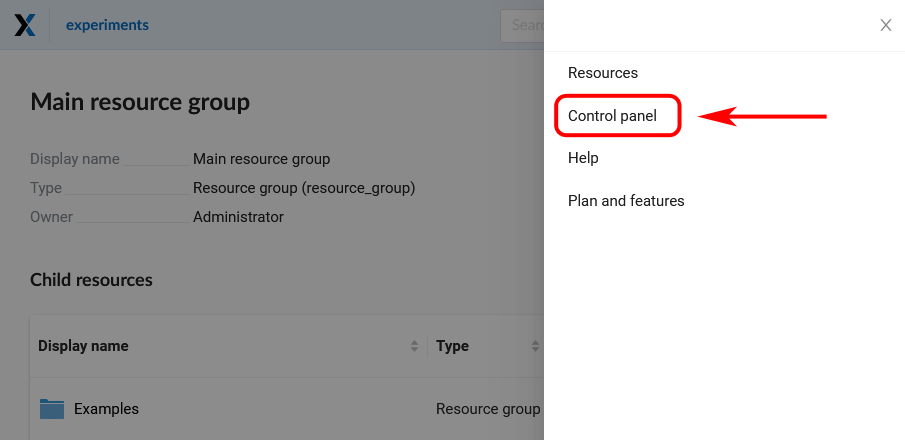 experiments
Sear
Main resource group
Display name Main resource group
Type Resource group (resource_group)
Owner Administrator
Child resources
Display name Type
Examples Resource group
Resources
Control panel
Help
Plan and features